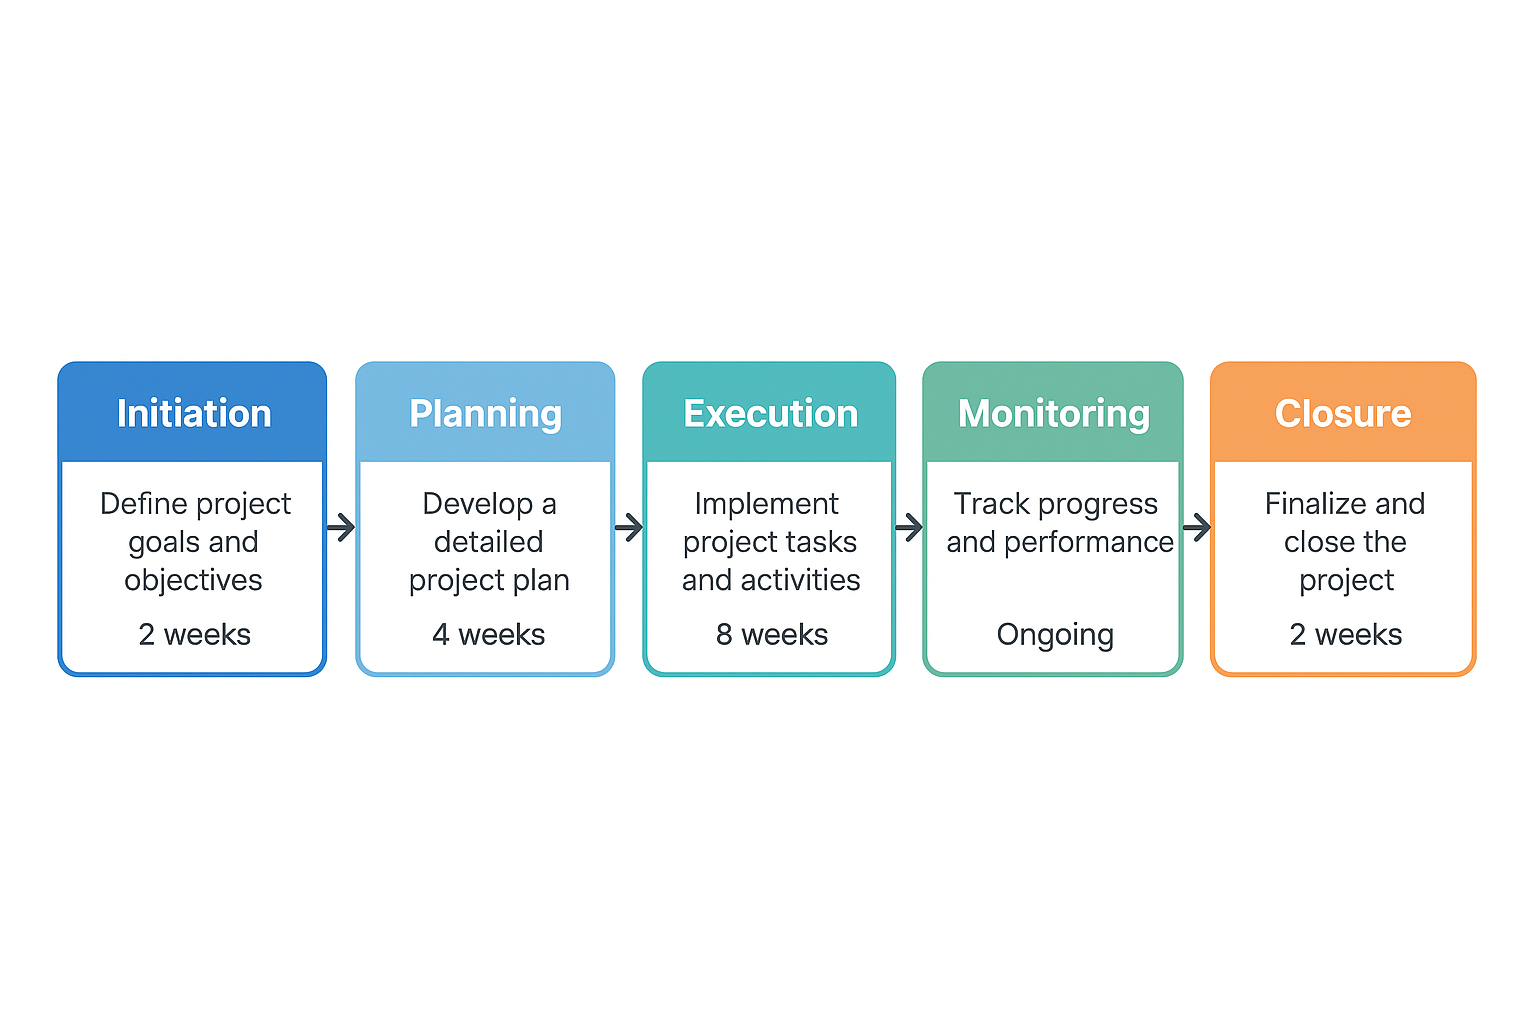 Initiation
Define project
goals and
objectives
2 weeks
Planning
Develop a
detailed
project plan
4 weeks
Execution
Implement
project tasks
and activities
8 weeks
Monitoring
Track progress
and performance
Ongoing
Closure
Finalize and
close the
project
2 weeks